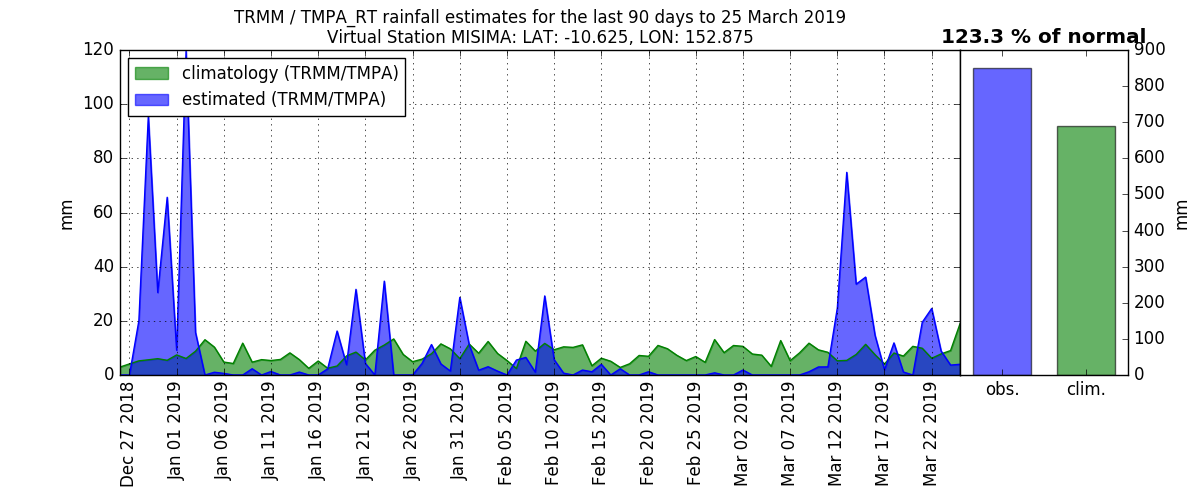 TRMM / TMPA_RT rainfall estimates for the last 90 days to 25 March 2019
Virtual Station MISIMA: LAT: -10.625, LON: 152.875
123.3 % of normal
climatology (TRMM/TMPA)
estimated (TRMM/TMPA)
120
100
80
60
40
20
0
mm
Dec 27 2018
Jan 01 2019
Jan 06 2019
Jan 11 2019
Jan 16 2019
Jan 21 2019
Jan 26 2019
Jan 31 2019
Feb 05 2019
Feb 10 2019
Feb 15 2019
Feb 20 2019
Feb 25 2019
Mar 02 2019
Mar 07 2019
Mar 12 2019
Mar 17 2019
Mar 22 2019
900
800
700
600
500
400
300
200
100
0
mm
obs.
clim.